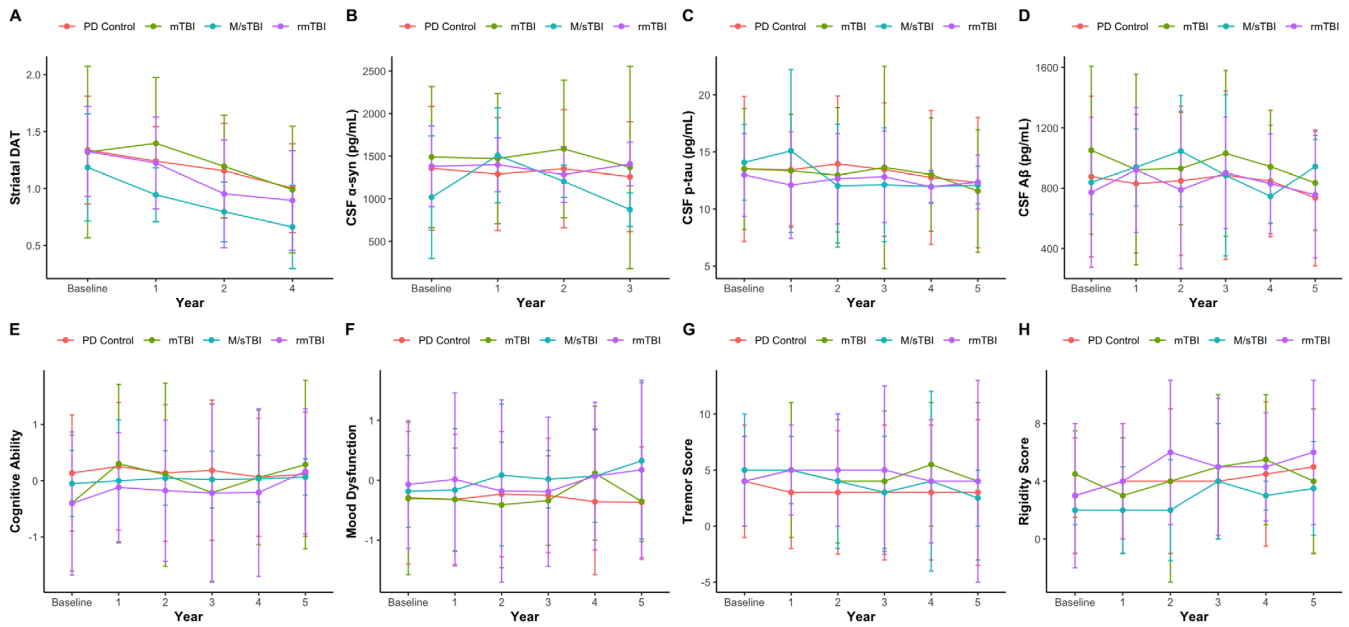 A
PD Control mTBI M/sTBI rmTBI
Striatal DAT
2.0
1.5
1.0
0.5
Baseline 1 2 4
Year
B
PD Control mTBI M/sTBI rmTBI
CSF α-syn (pg/mL)
2500
2000
1500
1000
500
Baseline 1 2 3
Year
C
PD Control mTBI M/sTBI rmTBI
CSF p-tau (pg/mL)
20
15
10
5
Baseline 1 2 3 4 5
Year
D
PD Control mTBI M/sTBI rmTBI
CSF Aβ (pg/mL)
1600
1200
800
400
Baseline 1 2 3 4 5
Year
E
PD Control mTBI M/sTBI rmTBI
Cognitive Ability
1
0
-1
Baseline 1 2 3 4 5
Year
F
PD Control mTBI M/sTBI rmTBI
Mood Dysfunction
1
0
-1
Baseline 1 2 3 4 5
Year
G
PD Control mTBI M/sTBI rmTBI
Tremor Score
10
5
0
-5
Baseline 1 2 3 4 5
Year
H
PD Control mTBI M/sTBI rmTBI
Rigidity Score
8
4
0
Baseline 1 2 3 4 5
Year